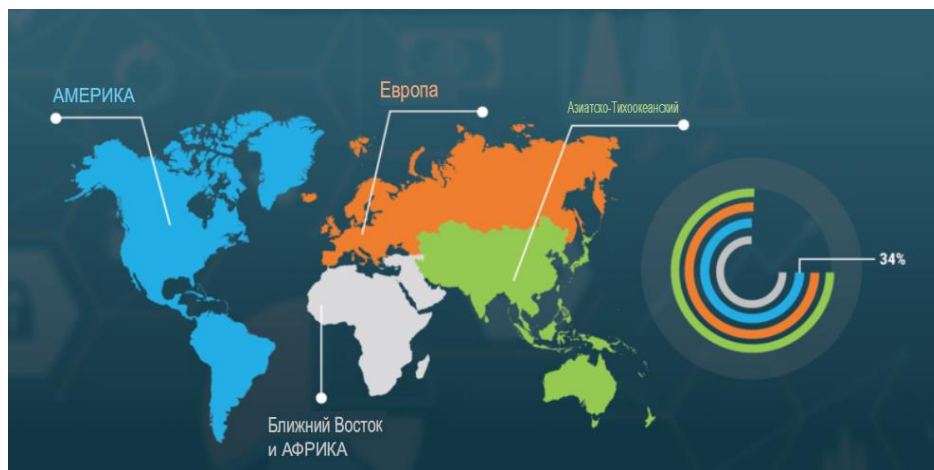 АМЕРИКА
Европа
Азиатско-Тихоокеанский
34%
Ближний Восток
и АФРИКА